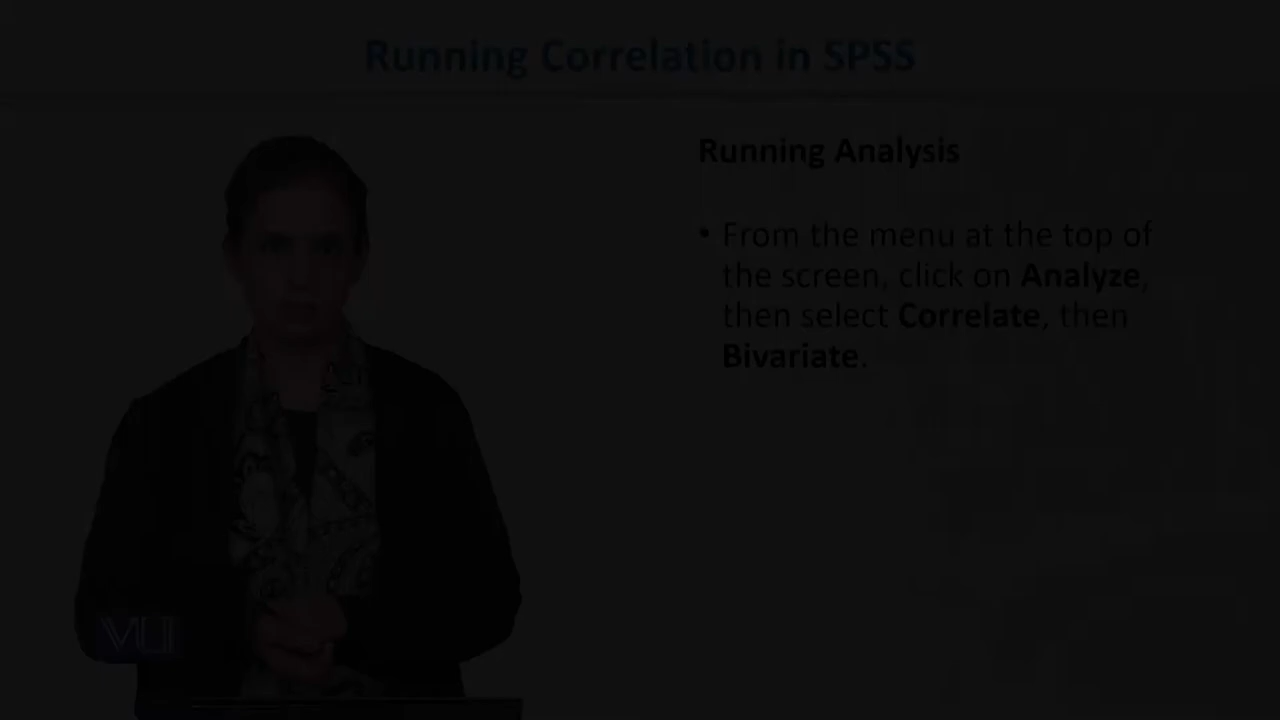 Running Correlation in SPSS
Running Analysis
• From the menu at the top of
the screen, click on Analyze,
then select Correlate, then
Bivariate.
VU